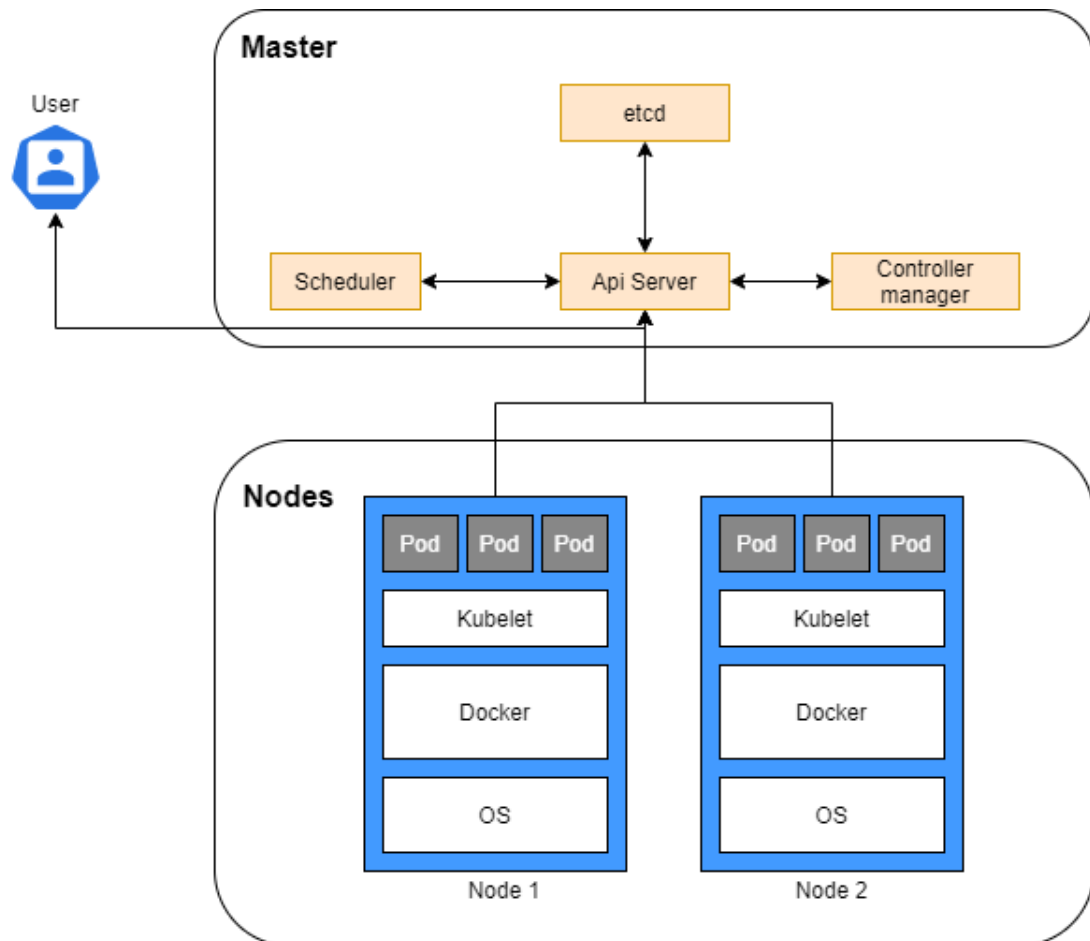 Master
User
etcd
Scheduler
Api Server
Controller
manager
Nodes
Pod Pod Pod
Kubelet
Docker
OS
Node 1
Pod Pod Pod
Kubelet
Docker
OS
Node 2